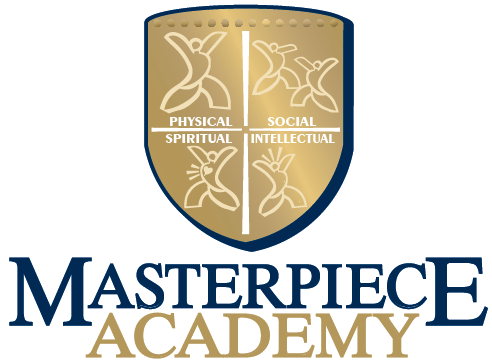 PHYSICAL SOCIAL
SPIRITUAL INTELLECTUAL
MASTERPIECE
ACADEMY